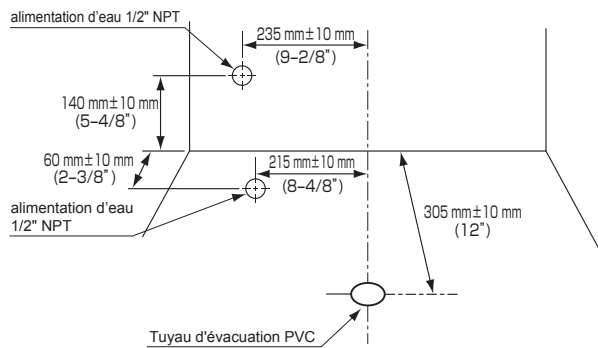 alimentation d'eau 1/2" NPT
235 mm±10 mm
(9–2/8")
140 mm±10 mm
(5–4/8")
60 mm±10 mm
(2–3/8")
215 mm±10 mm
(8–4/8")
alimentation d'eau
1/2" NPT
305 mm±10 mm
(12")
Tuyau d'évacuation PVC